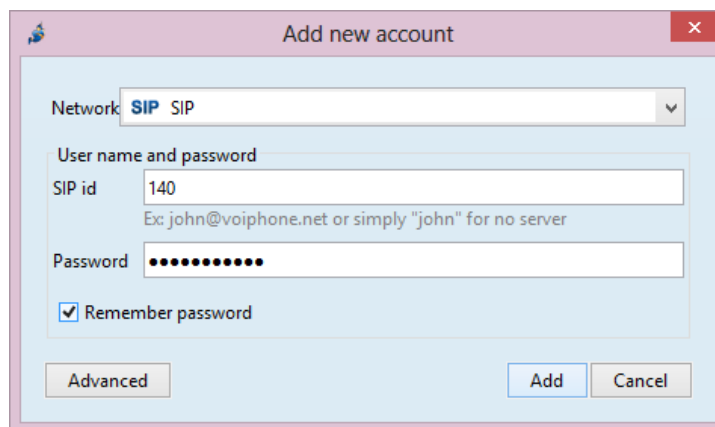 Add new account
Network SIP SIP
User name and password
SIP id 140
Ex: john@voiphone.net or simply "john" for no server
Password •••••••••••
Remember password
Advanced Add Cancel